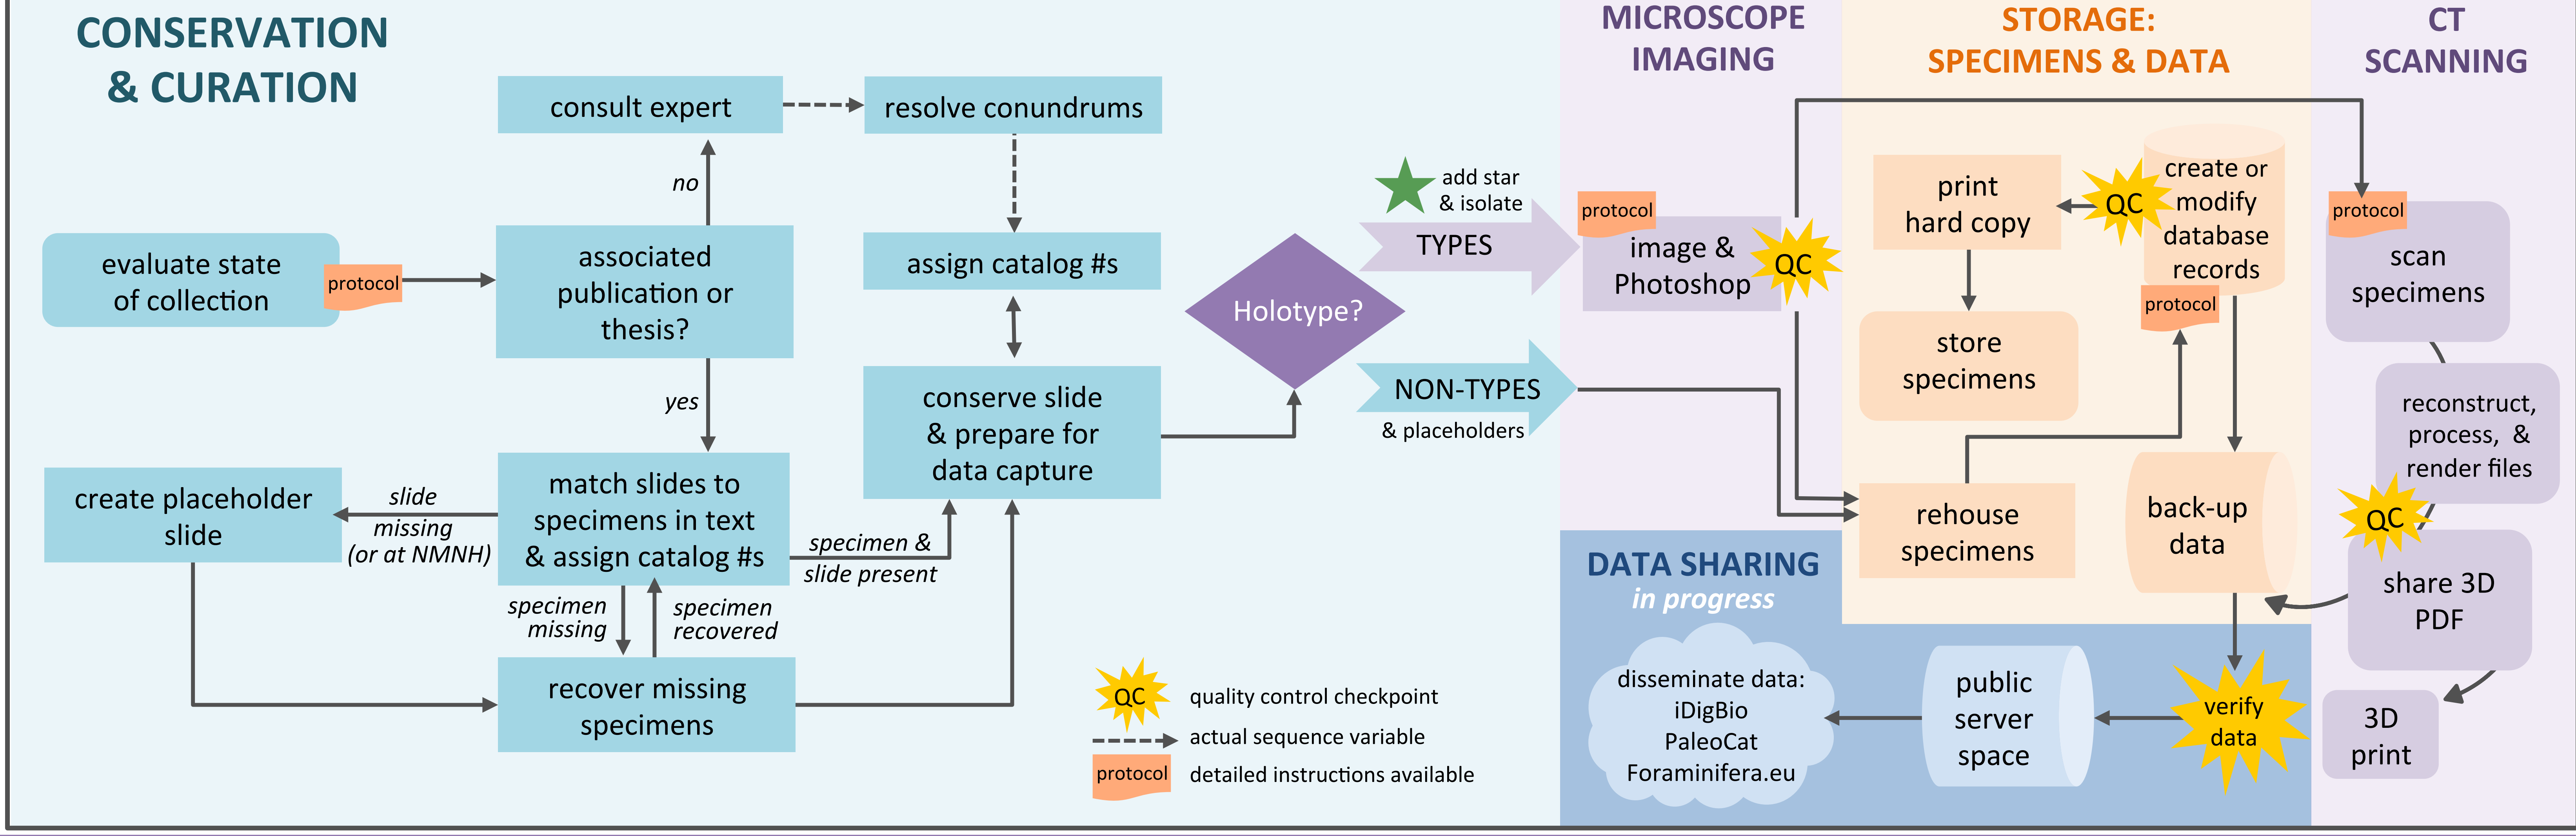 CONSERVATION
& CURATION
consult expert
resolve conundrums
no
evaluate state
of collection
protocol
associated
publication or
thesis?
assign catalog #s
yes
conserve slide
& prepare for
data capture
create placeholder
slide
slide
missing
(or at NMNH)
match slides to
specimens in text
& assign catalog #s
specimen &
slide present
specimen
missing
specimen
recovered
recover missing
specimens
Holotype?
add star
& isolate
TYPES
NON-TYPES
& placeholders
QC
quality control checkpoint
actual sequence variable
protocol
detailed instructions available
MICROSCOPE
IMAGING
protocol
image &
Photoshop
QC
STORAGE:
SPECIMENS & DATA
print
hard copy
QC
create or
modify
database
records
protocol
store
specimens
rehouse
specimens
back-up
data
DATA SHARING
in progress
disseminate data:
iDigBio
PaleoCat
Foraminifera.eu
public
server
space
verify
data
CT
SCANNING
protocol
scan
specimens
reconstruct,
process, &
render files
QC
share 3D
PDF
3D
print